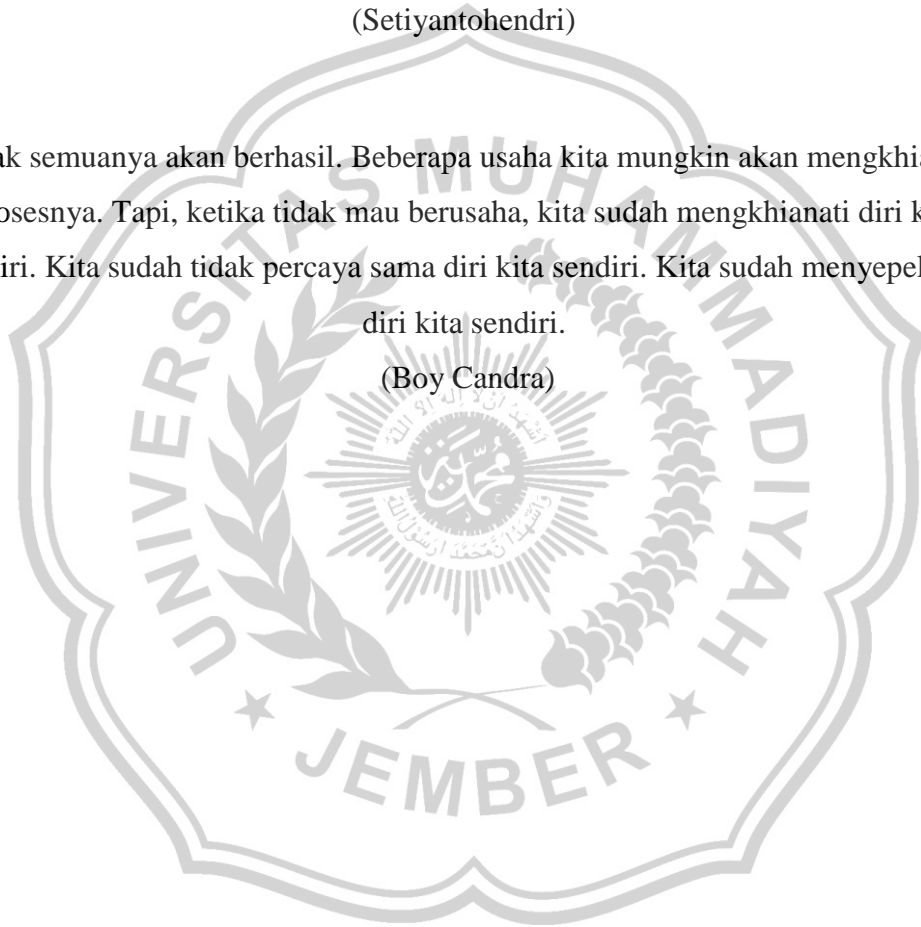 (Setiyantohendri)
ak semuanya akan berhasil. Beberapa usaha kita mungkin akan mengkhia
osesnya. Tapi, ketika tidak mau berusaha, kita sudah mengkhianati diri k
iri. Kita sudah tidak percaya sama diri kita sendiri. Kita sudah menyepel
diri kita sendiri.
(Boy Candra)
UNIVERSITAS MUHAMMADIYAH
JEMBER